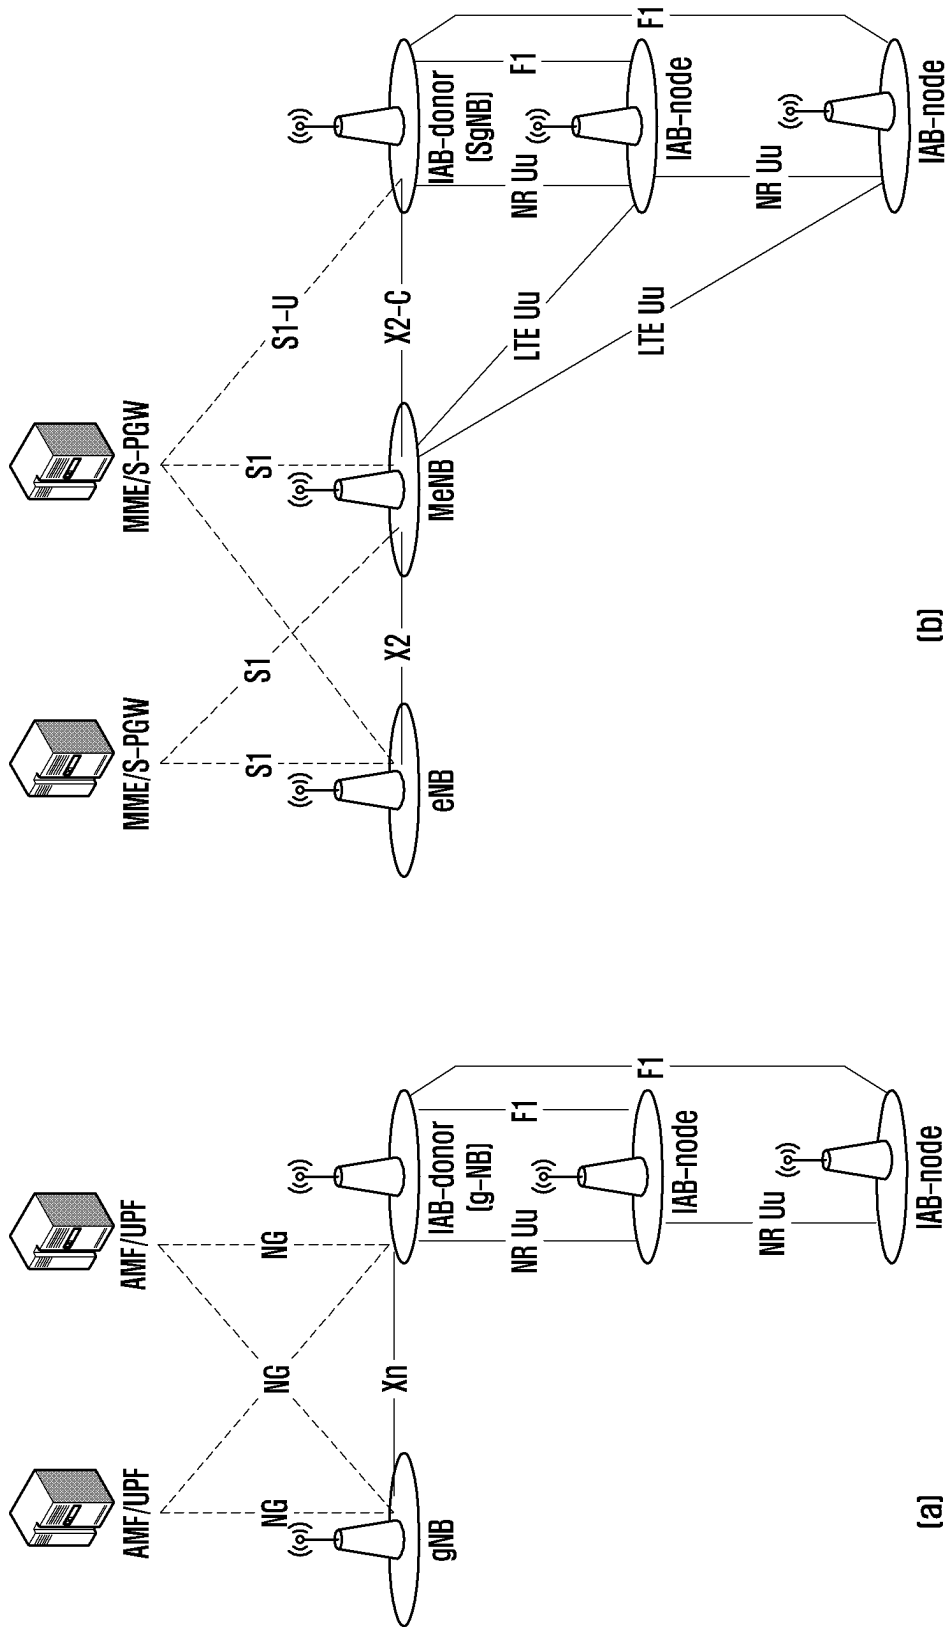 AMF/UPF
AMF/UPF
NG
NG
NG
Xn
gNB
IAB-donor
(g-NB)
NR Uu
F1
F1
IAB-node
NR Uu
IAB-node
(a)
MME/S-PGW
MME/S-PGW
S1
S1
S1
S1-U
X2
X2-C
eNB
MeNB
IAB-donor
(SgNB)
LTE Uu
NR Uu
F1
F1
IAB-node
LTE Uu
NR Uu
IAB-node
(b)